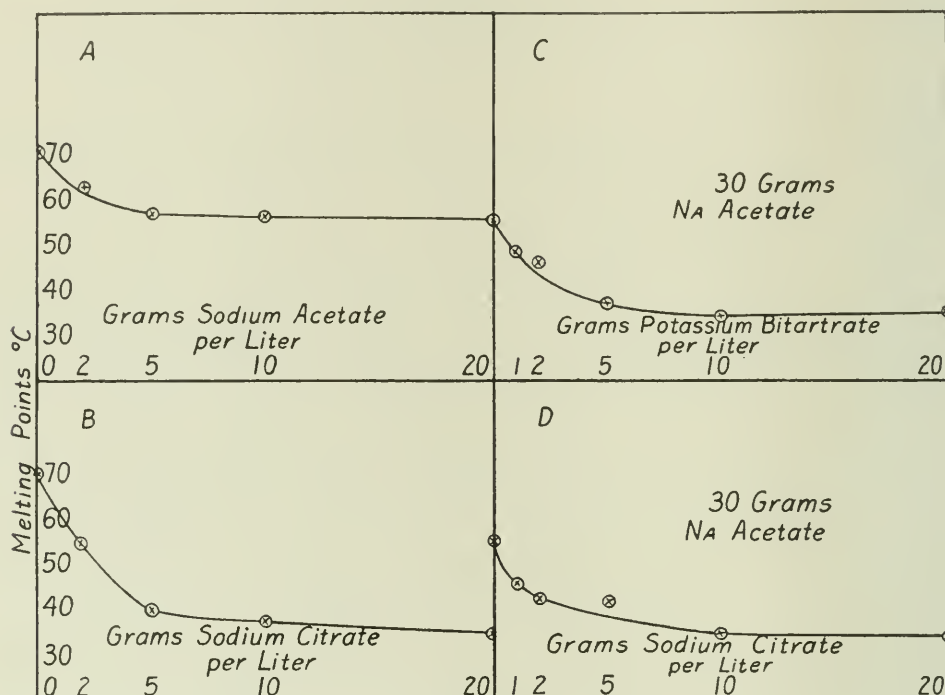 Melting Points °C
A
70
60
50
40
30
Grams Sodium Acetate
per Liter
0 2 5 10 20
C
30 Grams
NA Acetate
Grams Potassium Bitartrate
per Liter
1 2 5 10 20
B
70
60
50
40
30
Grams Sodium Citrate
per Liter
0 2 5 10 20
D
30 Grams
NA Acetate
Grams Sodium Citrate
per Liter
1 2 5 10 20